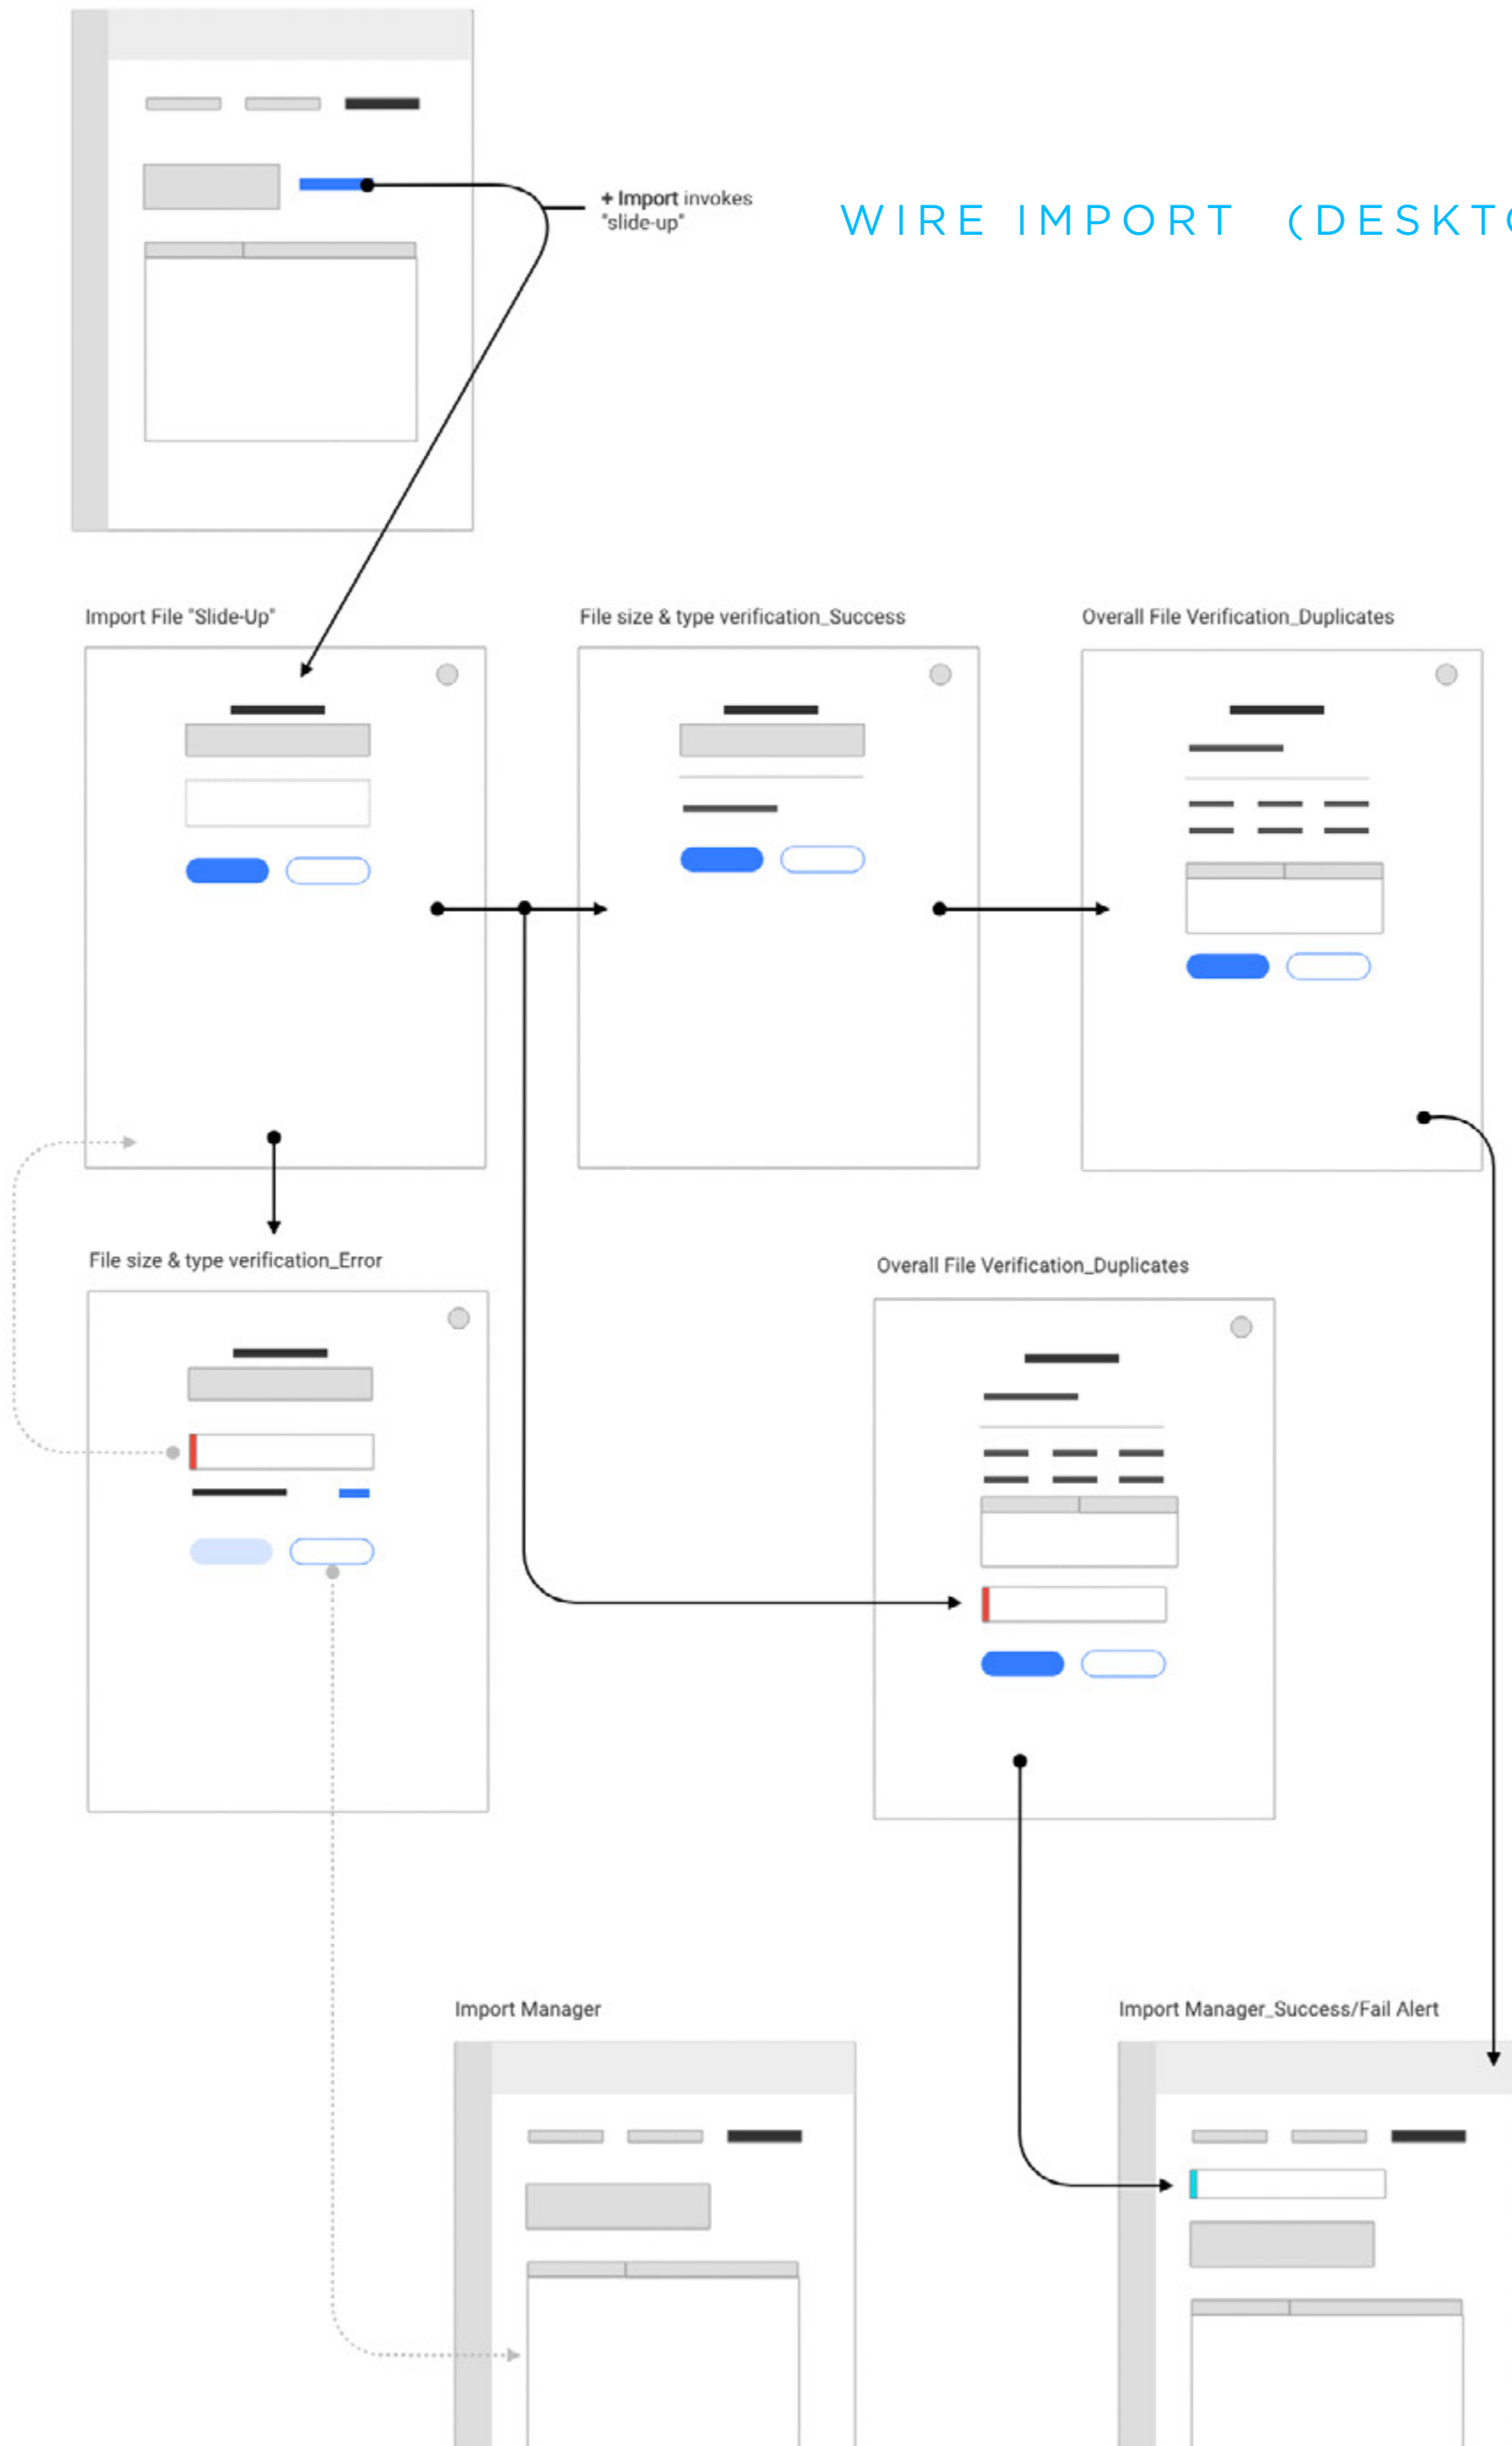 + Import invokes
"slide-up"
WIRE IMPORT (DESKTO
Import File "Slide-Up"
File size & type verification_Success
Overall File Verification_Duplicates
File size & type verification_Error
Overall File Verification_Duplicates
Import Manager
Import Manager_Success/Fail Alert